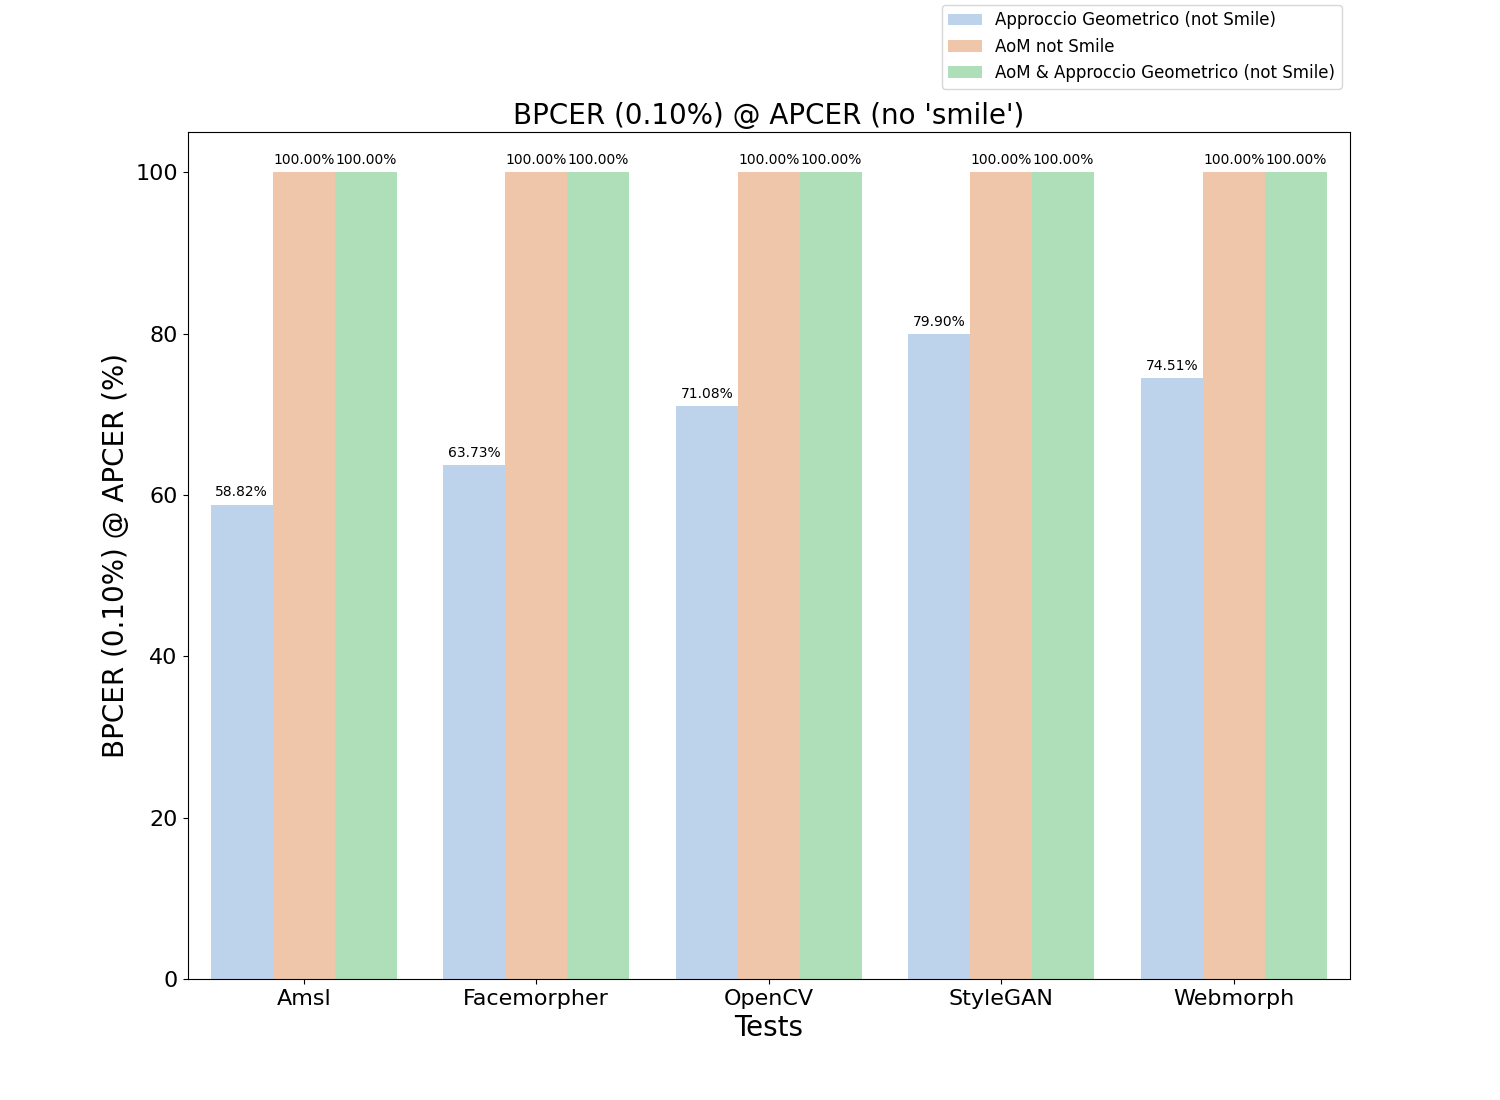 Approccio Geometrico (not Smile)
AoM not Smile
AoM & Approccio Geometrico (not Smile)
BPCER (0.10%) @ APCER (no 'smile')
BPCER (0.10%) @ APCER (%)
100
80
60
40
20
0
58.82%
100.00%
100.00%
63.73%
100.00%
100.00%
71.08%
100.00%
100.00%
79.90%
100.00%
100.00%
74.51%
100.00%
100.00%
Amsl
Facemorpher
OpenCV
StyleGAN
Webmorph
Tests